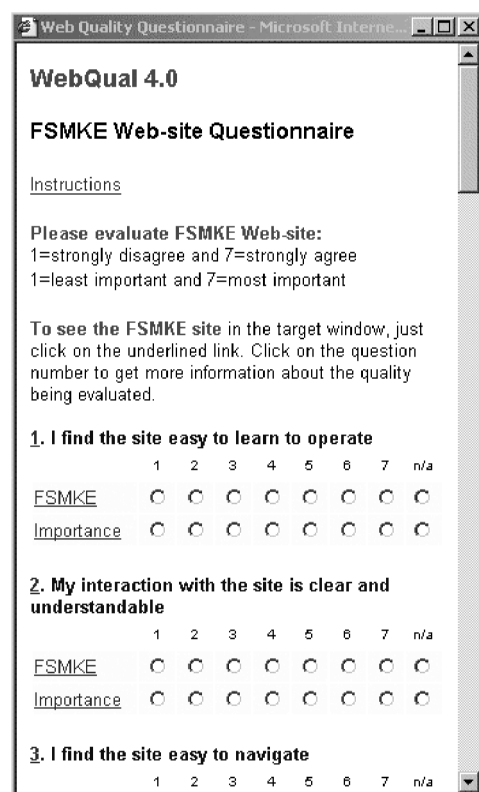 Web Quality Questionnaire - Microsoft Interne...
WebQual 4.0
FSMKE Web-site Questionnaire
Instructions
Please evaluate FSMKE Web-site:
1=strongly disagree and 7=strongly agree
1=least important and 7=most important
To see the FSMKE site in the target window, just
click on the underlined link. Click on the question
number to get more information about the quality
being evaluated.
1. I find the site easy to learn to operate
1 2 3 4 5 6 7 n/a
FSMKE
Importance
2. My interaction with the site is clear and
understandable
1 2 3 4 5 6 7 n/a
FSMKE
Importance
3. I find the site easy to navigate
1 2 3 4 5 6 7 n/a